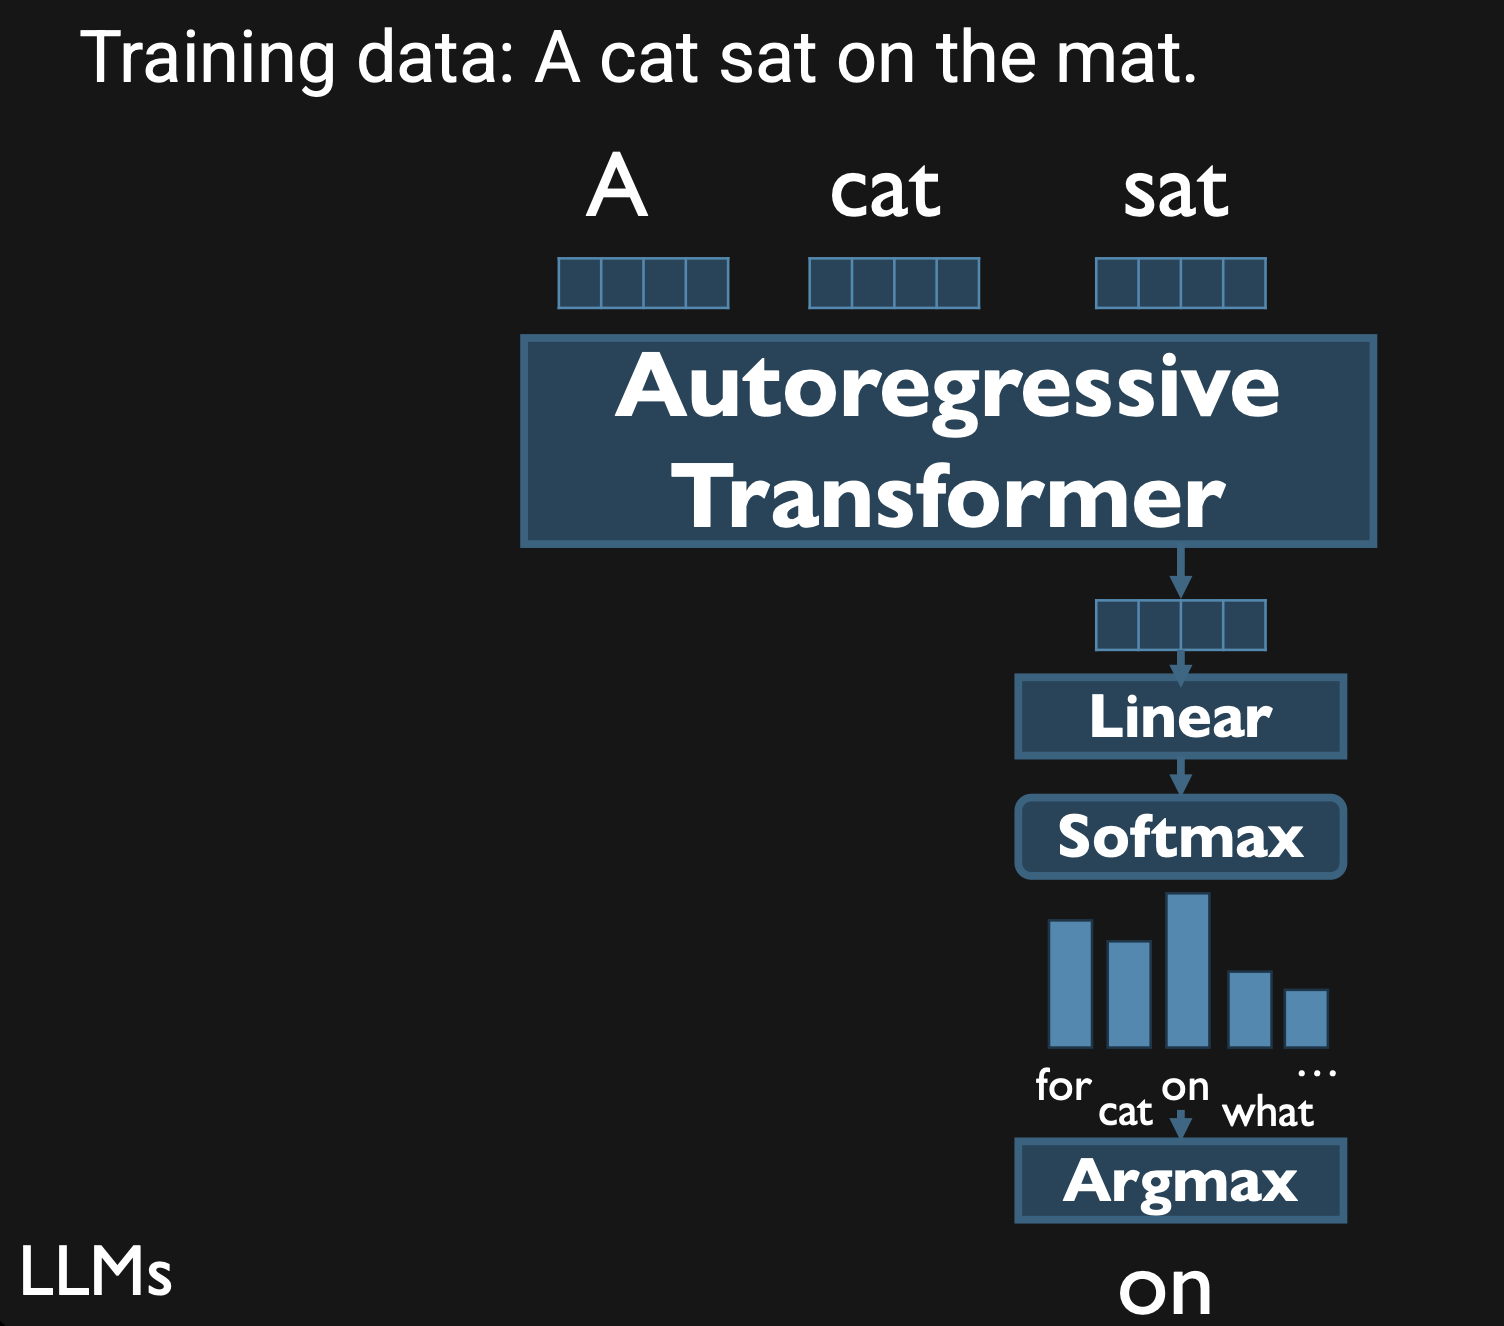 Training data: A cat sat on the mat.
A cat sat
Autoregressive
Transformer
Linear
Softmax
for cat on what ...
Argmax
on
LLMs